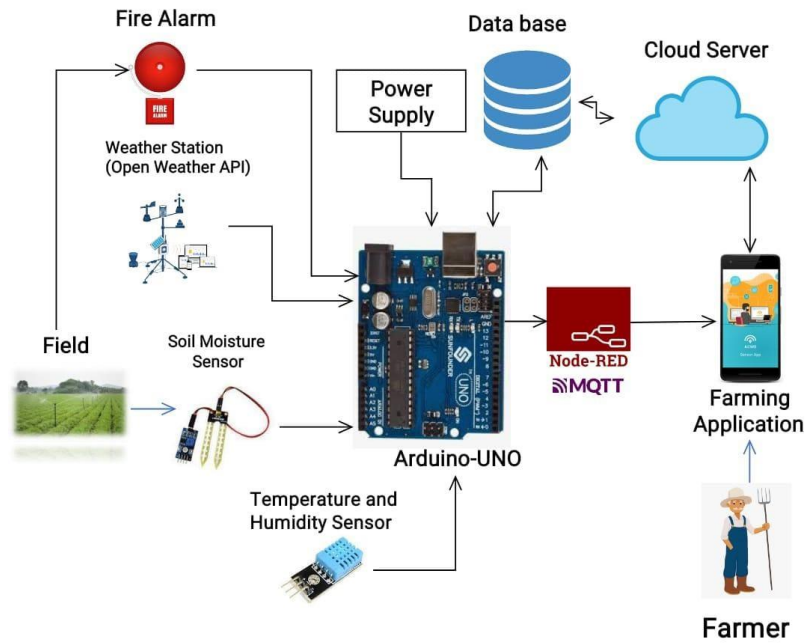 Fire Alarm
Data base
Cloud Server
Power
Supply
FIRE
ALARM
Weather Station
(Open Weather API)
Field
Soil Moisture
Sensor
SUNFOUNDER
UNO
Node-RED
MQTT
Farming
Application
Arduino-UNO
Temperature and
Humidity Sensor
Farmer